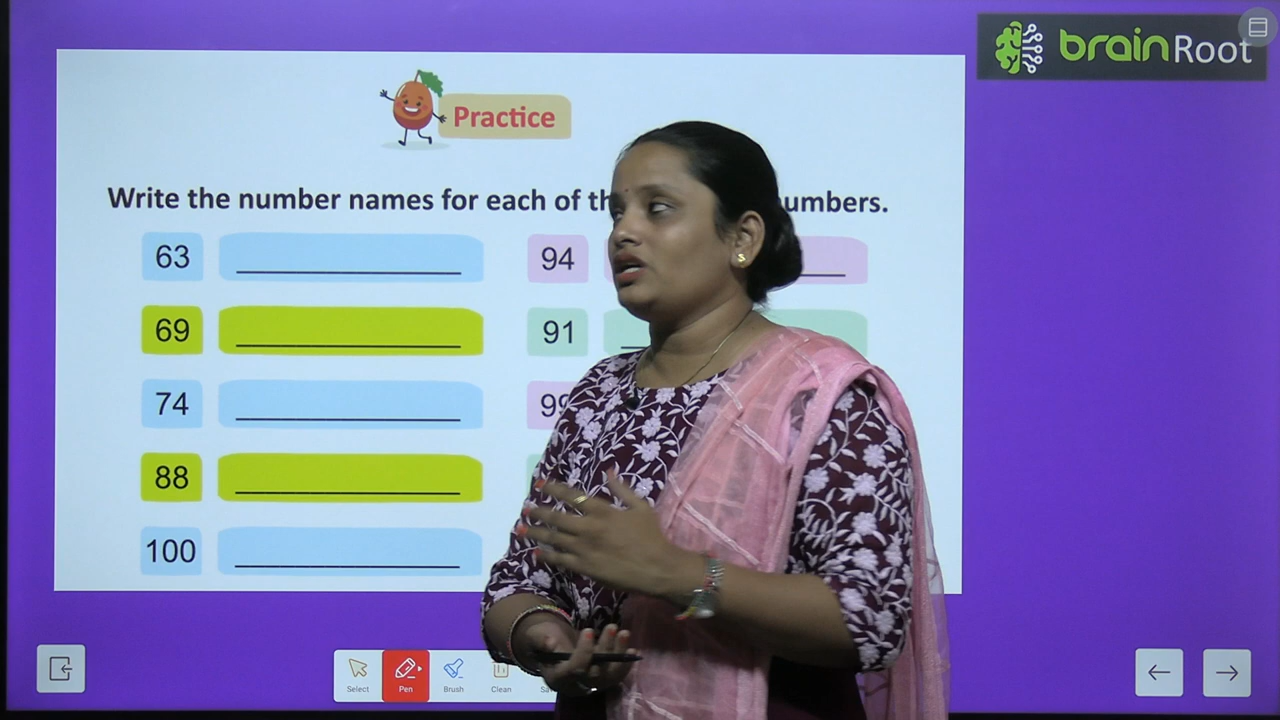 brainRoot
Practice
Write the number names for each of umbers.
63 94
69 91
74
88
100
Select Pen Brush Clean